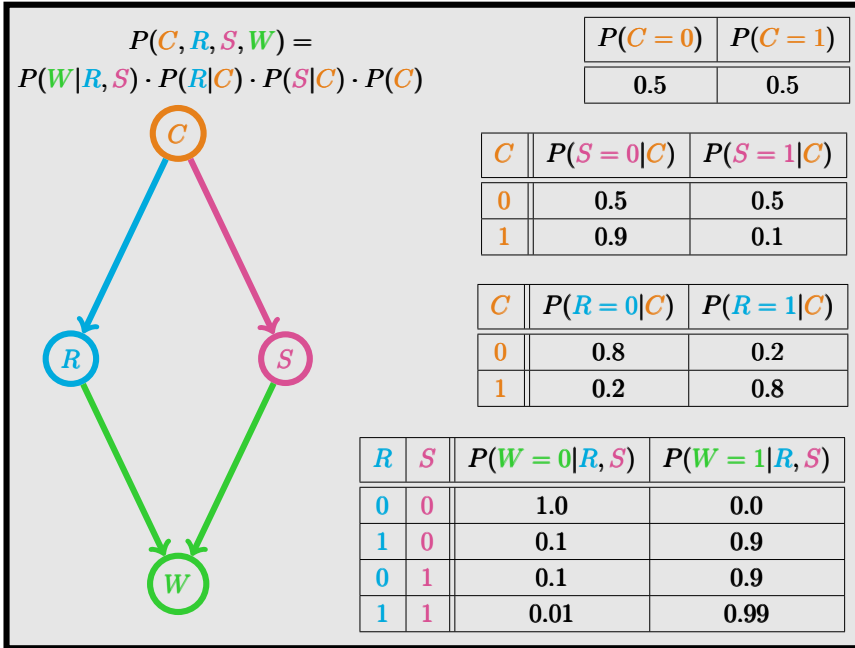 P(C, R, S, W) =
P(W|R, S) · P(R|C) · P(S|C) · P(C)
C
R
S
W
P(C = 0) P(C = 1)
0.5 0.5
C P(S = 0|C) P(S = 1|C)
0 0.5 0.5
1 0.9 0.1
C P(R = 0|C) P(R = 1|C)
0 0.8 0.2
1 0.2 0.8
R S P(W = 0|R, S) P(W = 1|R, S)
0 0 1.0 0.0
1 0 0.1 0.9
0 1 0.1 0.9
1 1 0.01 0.99